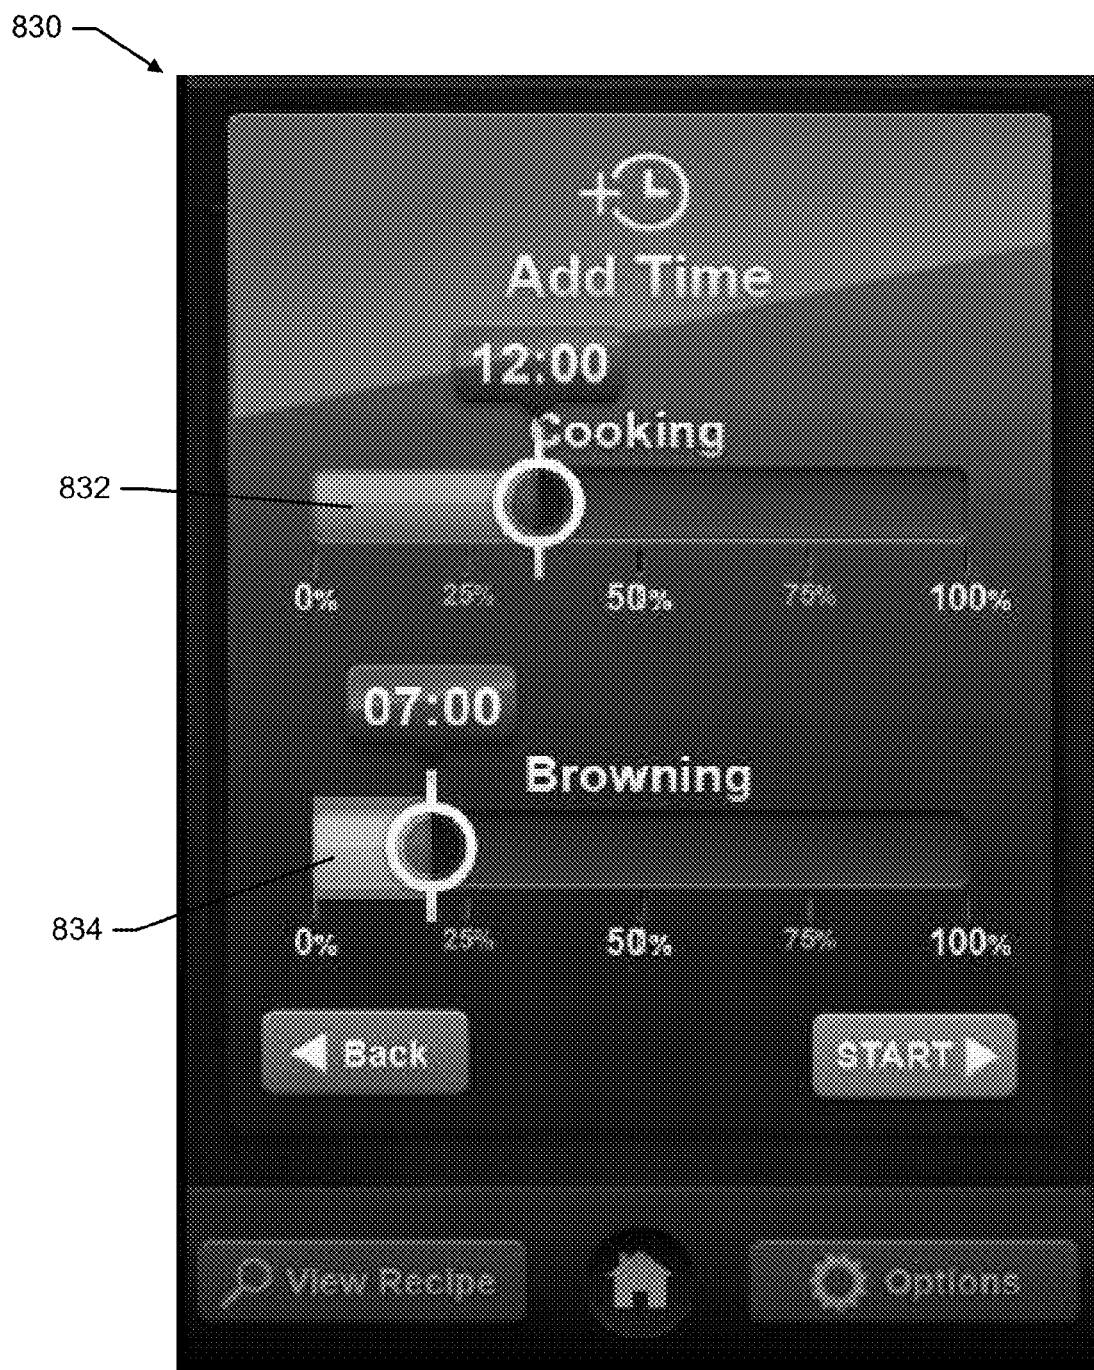 830
Add Time
12:00
Cooking
832
0% 25% 50% 75% 100%
07:00
Browning
834
0% 25% 50% 75% 100%
Back START
View Recipe Options